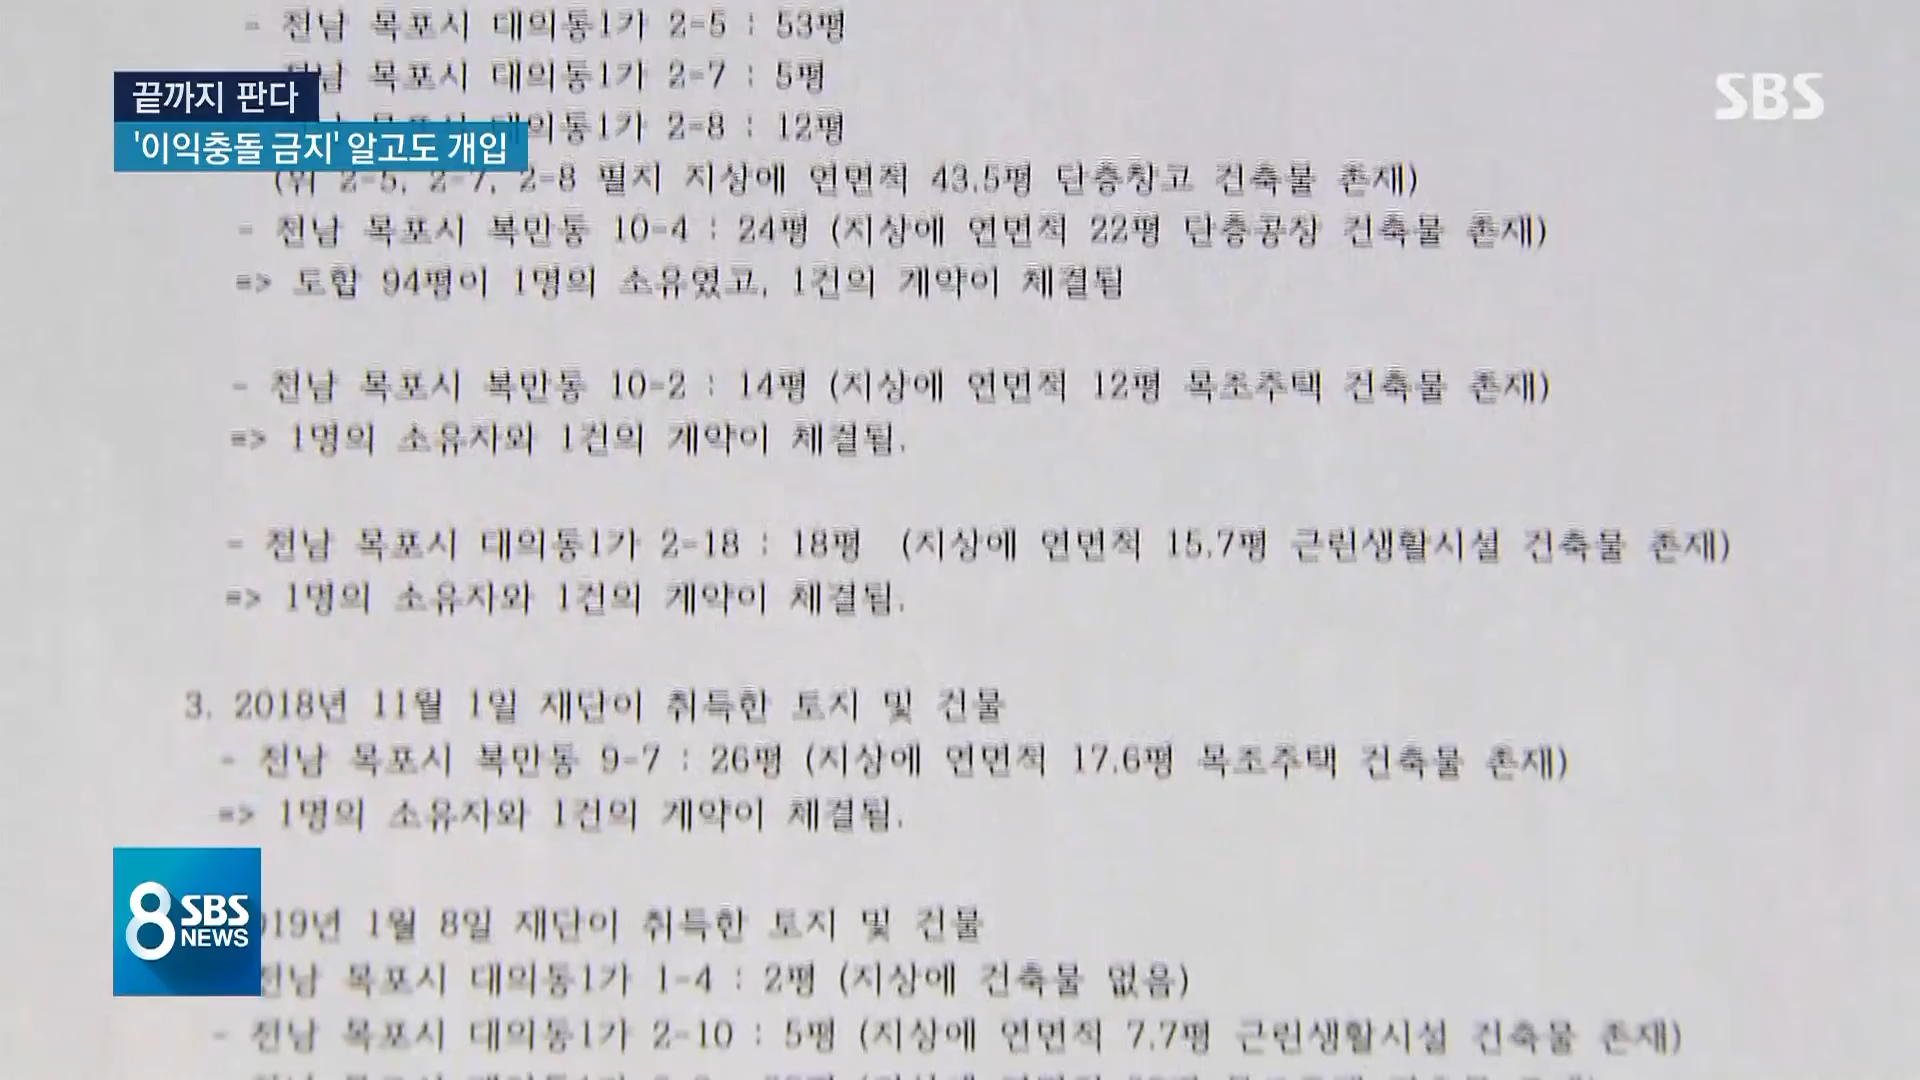 - 전남 목포시 대의동1가 2-5 : 53평
전남 목포시 대의동1가 2-7 : 5평
목포시 대의동1가 2-8 : 12평
끝까지 판다
'이익충돌 금지' 알고도 개입
SBS
(위 2-5, 2-7, 2-8 필지 지상에 연면적 43.5평 단층창고 건축물 존재)
- 전남 목포시 복만동 10-4 : 24평 (지상에 연면적 22평 단층공장 건축물 존재)
=> 도합 94평이 1명의 소유였고, 1건의 계약이 체결됨
- 전남 목포시 복만동 10-2 : 14평 (지상에 연면적 12평 목조주택 건축물 존재)
=> 1명의 소유자와 1건의 계약이 체결됨.
- 전남 목포시 대의동1가 2-18 : 18평 (지상에 연면적 15.7평 근린생활시설 건축물 존재)
=> 1명의 소유자와 1건의 계약이 체결됨.
3. 2018년 11월 1일 재단이 취득한 토지 및 건물
- 전남 목포시 복만동 9-7 : 26평 (지상에 연면적 17.6평 목조주택 건축물 존재)
=> 1명의 소유자와 1건의 계약이 체결됨.
19년 1월 8일 재단이 취득한 토지 및 건물
전남 목포시 대의동1가 1-4 : 2평 (지상에 건축물 없음)
- 전남 목포시 대의동1가 2-10 : 5평 (지상에 연면적 7.7평 근린생활시설 건축물 존재)
8 SBS NEWS